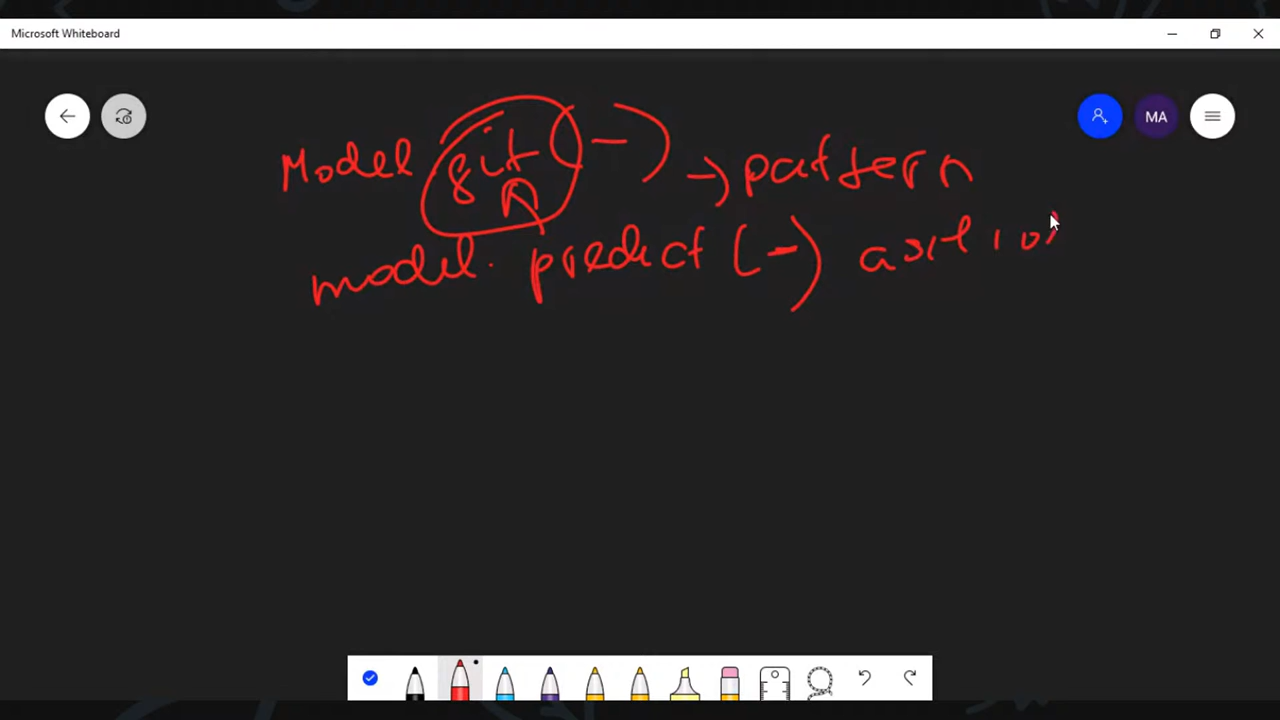 Microsoft Whiteboard
MA
Model fit (-) → pattern
model. predict (-)